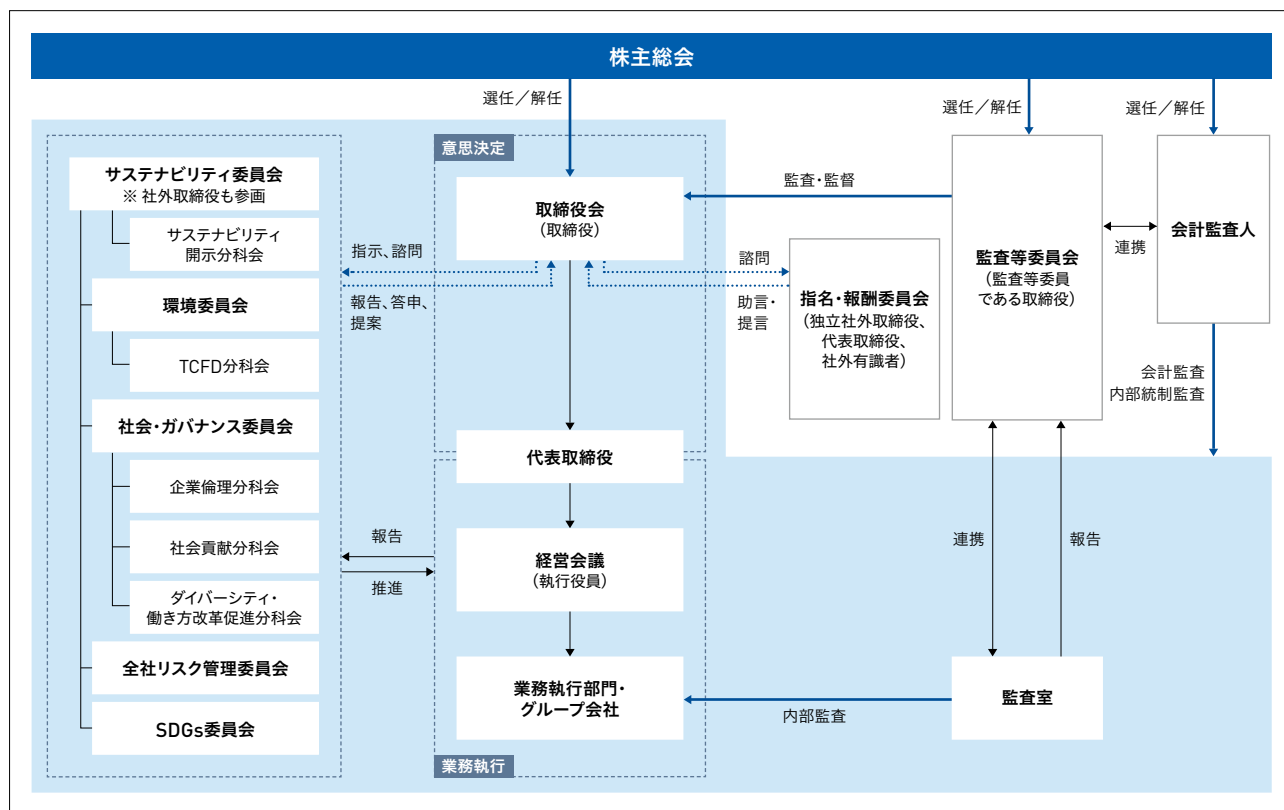 株主総会
選任／解任
選任／解任
選任／解任
サステナビリティ委員会
※ 社外取締役も参画
サステナビリティ
開示分科会
環境委員会
TCFD分科会
社会・ガバナンス委員会
企業倫理分科会
社会貢献分科会
ダイバーシティ・
働き方改革促進分科会
全社リスク管理委員会
SDGs委員会
指示、諮問
報告、答申、
提案
報告
推進
意思決定
取締役会
（取締役）
代表取締役
経営会議
（執行役員）
業務執行部門・
グループ会社
業務執行
監査・監督
諮問
助言・
提言
指名・報酬委員会
（独立社外取締役、
代表取締役、
社外有識者）
監査等委員会
（監査等委員
である取締役）
連携
会計監査人
会計監査
内部統制監査
連携
報告
監査室
内部監査